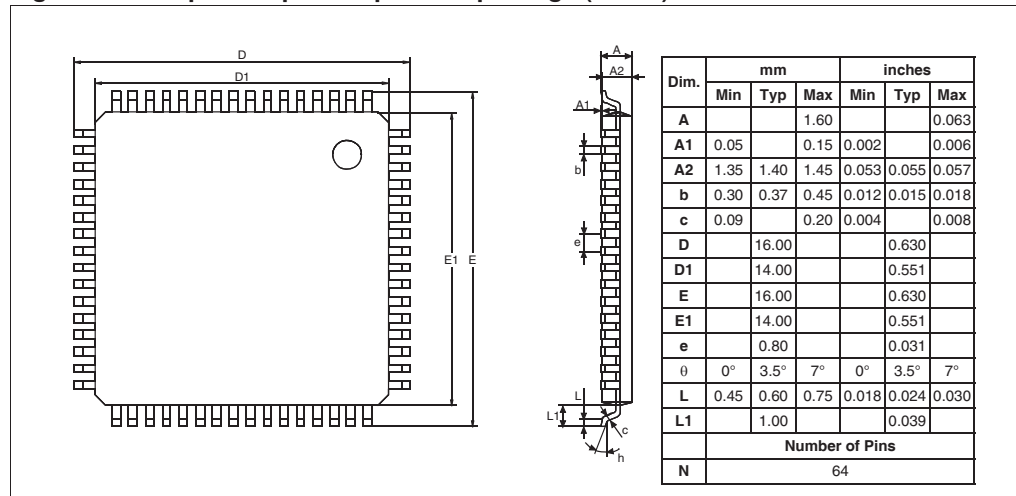 D
D1
E1 E
A
A2
A1
b
e
L
L1
c
h
Dim. mm inches
Min Typ Max Min Typ Max
A 1.60 0.063
A1 0.05 0.15 0.002 0.006
A2 1.35 1.40 1.45 0.053 0.055 0.057
b 0.30 0.37 0.45 0.012 0.015 0.018
c 0.09 0.20 0.004 0.008
D 16.00 0.630
D1 14.00 0.551
E 16.00 0.630
E1 14.00 0.551
e 0.80 0.031
θ 0° 3.5° 7° 0° 3.5° 7°
L 0.45 0.60 0.75 0.018 0.024 0.030
L1 1.00 0.039
Number of Pins
N 64